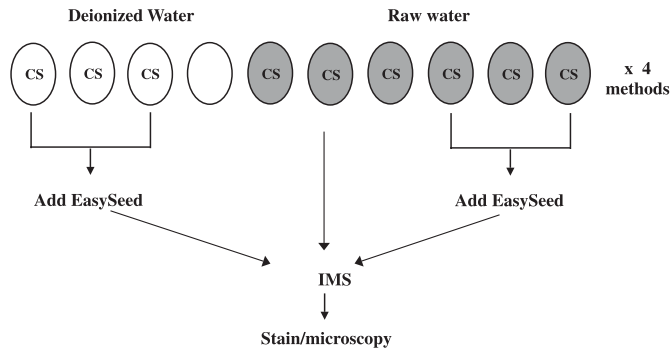 Deionized Water
Raw water
CS
CS
CS
CS
CS
CS
CS
CS
CS
x 4
methods
Add EasySeed
Add EasySeed
IMS
Stain/microscopy